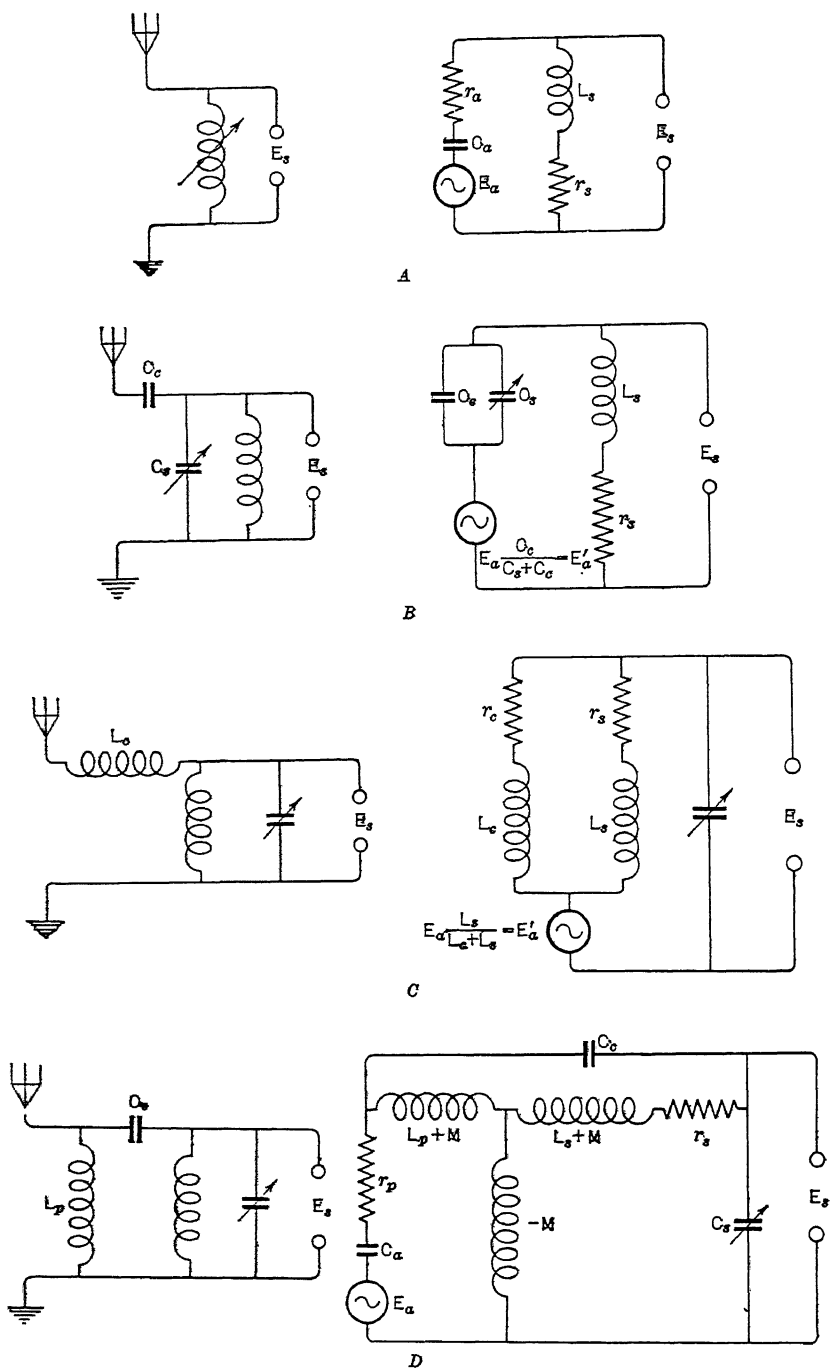 E_s
r_a
L_s
C_a
E_s
E_a
r_s
A
C_c
C_s
E_s
C_c
C_s
L_s
E_s
r_s
E_a C_c/(C_s+C_c)=E'_a
B
L_c
E_s
r_c
r_s
L_c
L_s
E_s
E_a L_s/(L_c+L_s)=E'_a
C
C_c
L_p
E_s
C_c
L_p+M
L_s+M
r_s
r_p
-M
C_s
E_s
C_a
E_a
D